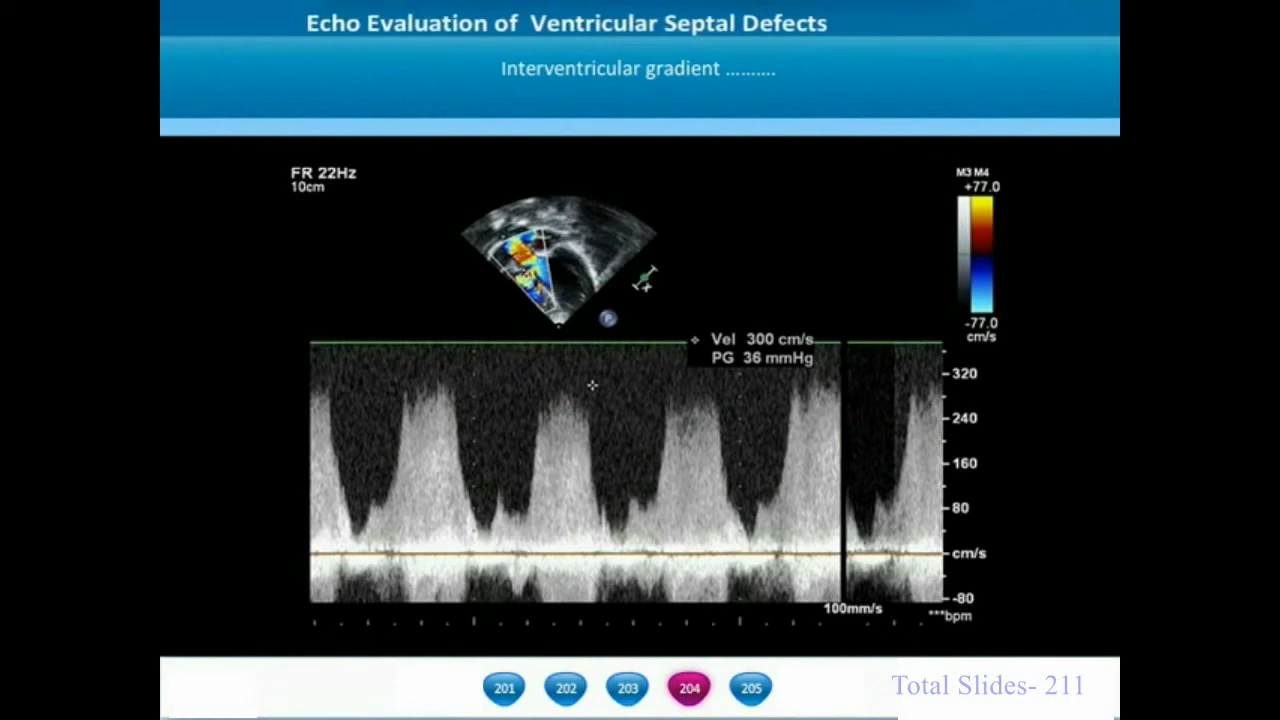 Echo Evaluation of Ventricular Septal Defects
Interventricular gradient ..........
FR 22Hz
10cm
M3 M4
+77.0
-77.0
cm/s
Vel 300 cm/s
PG 36 mmHg
320
240
160
80
cm/s
-80
100mm/s
***bpm
201 202 203 204 205
Total Slides- 211